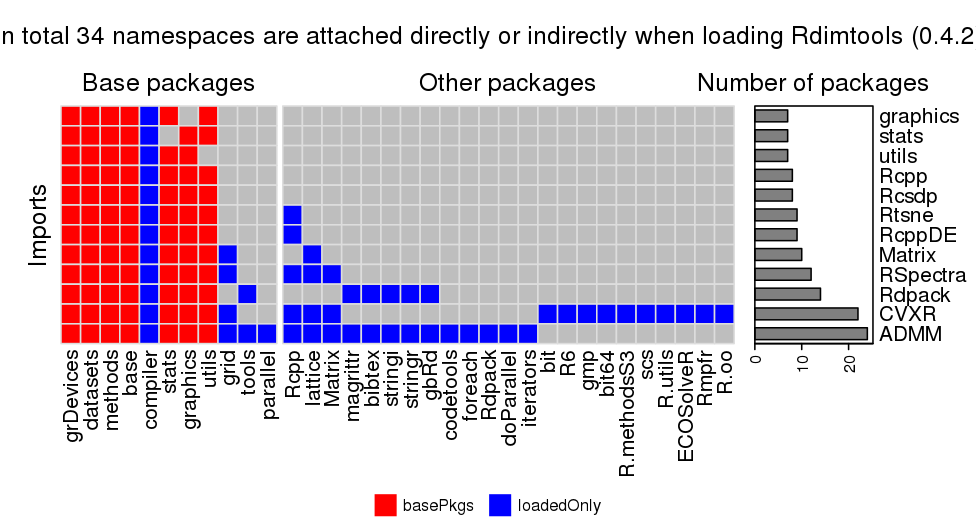 n total 34 namespaces are attached directly or indirectly when loading Rdimtools (0.4.2
Base packages
Other packages
Number of packages
Imports
graphics
stats
utils
Rcpp
Rcsdp
Rtsne
RcppDE
Matrix
RSpectra
Rdpack
CVXR
ADMM
0
10
20
grDevices
datasets
methods
base
compiler
stats
graphics
utils
grid
tools
parallel
Rcpp
lattice
Matrix
magrittr
bibtex
stringi
stringr
gbRd
codetools
foreach
Rdpack
doParallel
iterators
bit
R6
gmp
bit64
R.methodsS3
scs
R.utils
ECOSolveR
Rmpfr
R.oo
basePkgs
loadedOnly